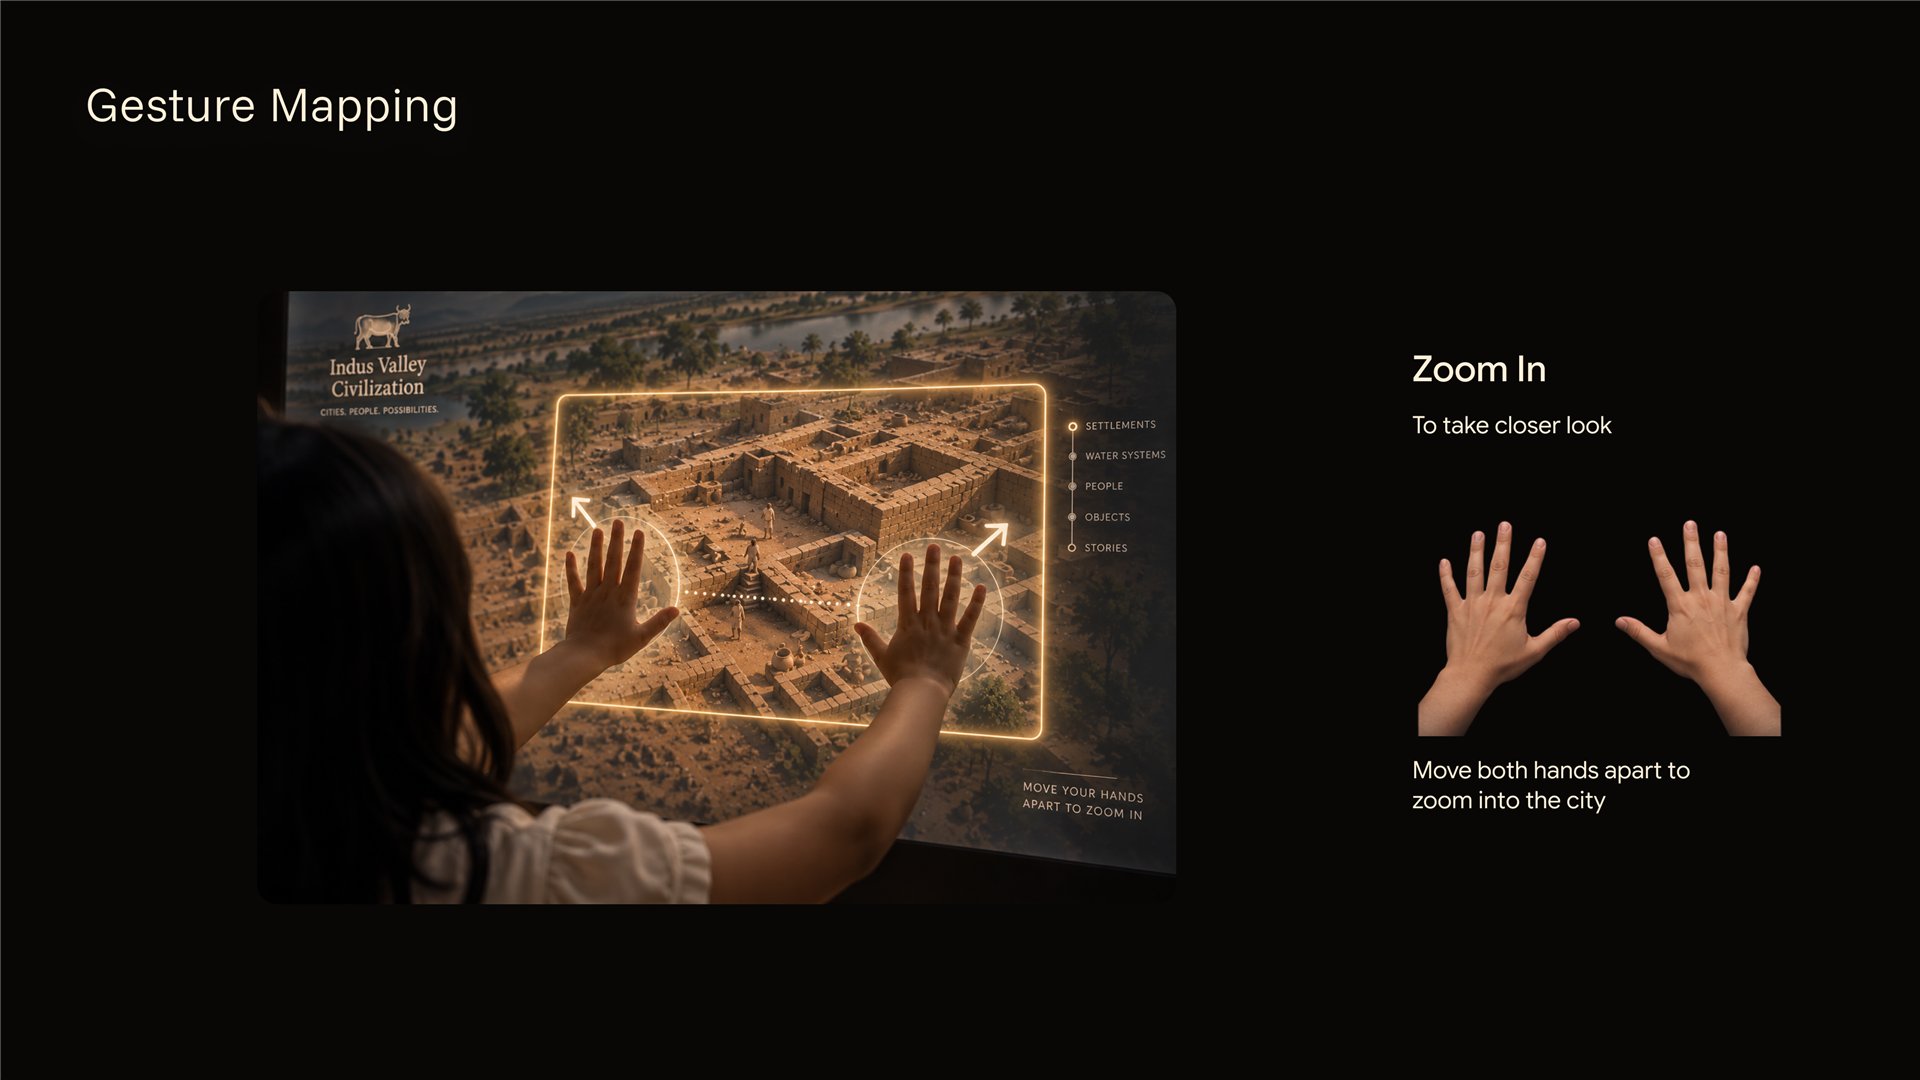 Gesture Mapping
Indus Valley
Civilization
CITIES. PEOPLE. POSSIBILITIES.
SETTLEMENTS
WATER SYSTEMS
PEOPLE
OBJECTS
STORIES
MOVE YOUR HANDS
APART TO ZOOM IN
Zoom In
To take closer look
Move both hands apart to
zoom into the city